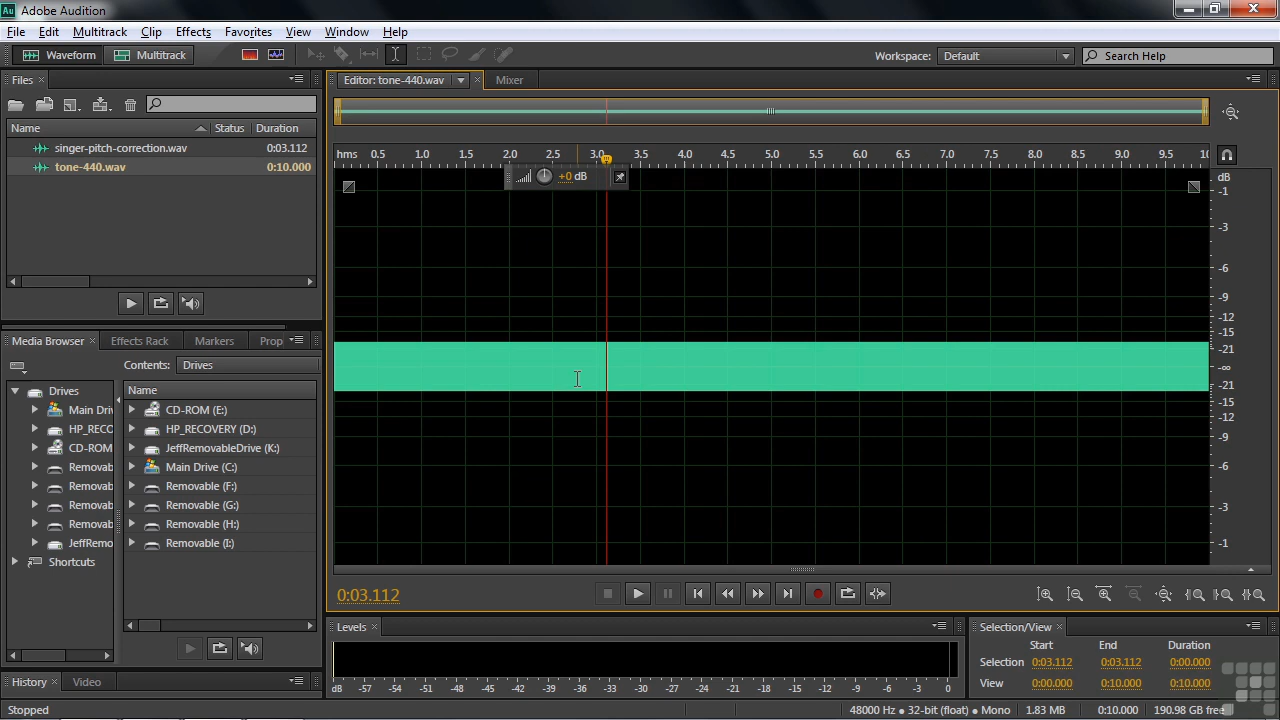 Au Adobe Audition
File Edit Multitrack Clip Effects Favorites View Window Help
Waveform Multitrack Workspace: Default Search Help
Files × Editor: tone-440.wav × Mixer
Name Status Duration
singer-pitch-correction.wav 0:03.112
tone-440.wav 0:10.000
hms 0.5 1.0 1.5 2.0 2.5 3.0 3.5 4.0 4.5 5.0 5.5 6.0 6.5 7.0 7.5 8.0 8.5 9.0 9.5 10
+0 dB
dB
-1
-3
-6
-9
-12
-15
-21
-∞
-21
-15
-12
-9
-6
-3
-1
Media Browser × Effects Rack Markers Prop
Contents: Drives
Drives
Main Driv
HP_RECO
CD-ROM
Removab
Removab
Removab
Removab
JeffRemo
Shortcuts
Name
CD-ROM (E:)
HP_RECOVERY (D:)
JeffRemovableDrive (K:)
Main Drive (C:)
Removable (F:)
Removable (G:)
Removable (H:)
Removable (I:)
0:03.112
Levels ×
dB -57 -54 -51 -48 -45 -42 -39 -36 -33 -30 -27 -24 -21 -18 -15 -12 -9 -6 -3 0
Selection/View ×
Start End Duration
Selection 0:03.112 0:03.112 0:00.000
View 0:00.000 0:10.000 0:10.000
History × Video
Stopped
48000 Hz ● 32-bit (float) ● Mono 1.83 MB 0:10.000 190.98 GB free